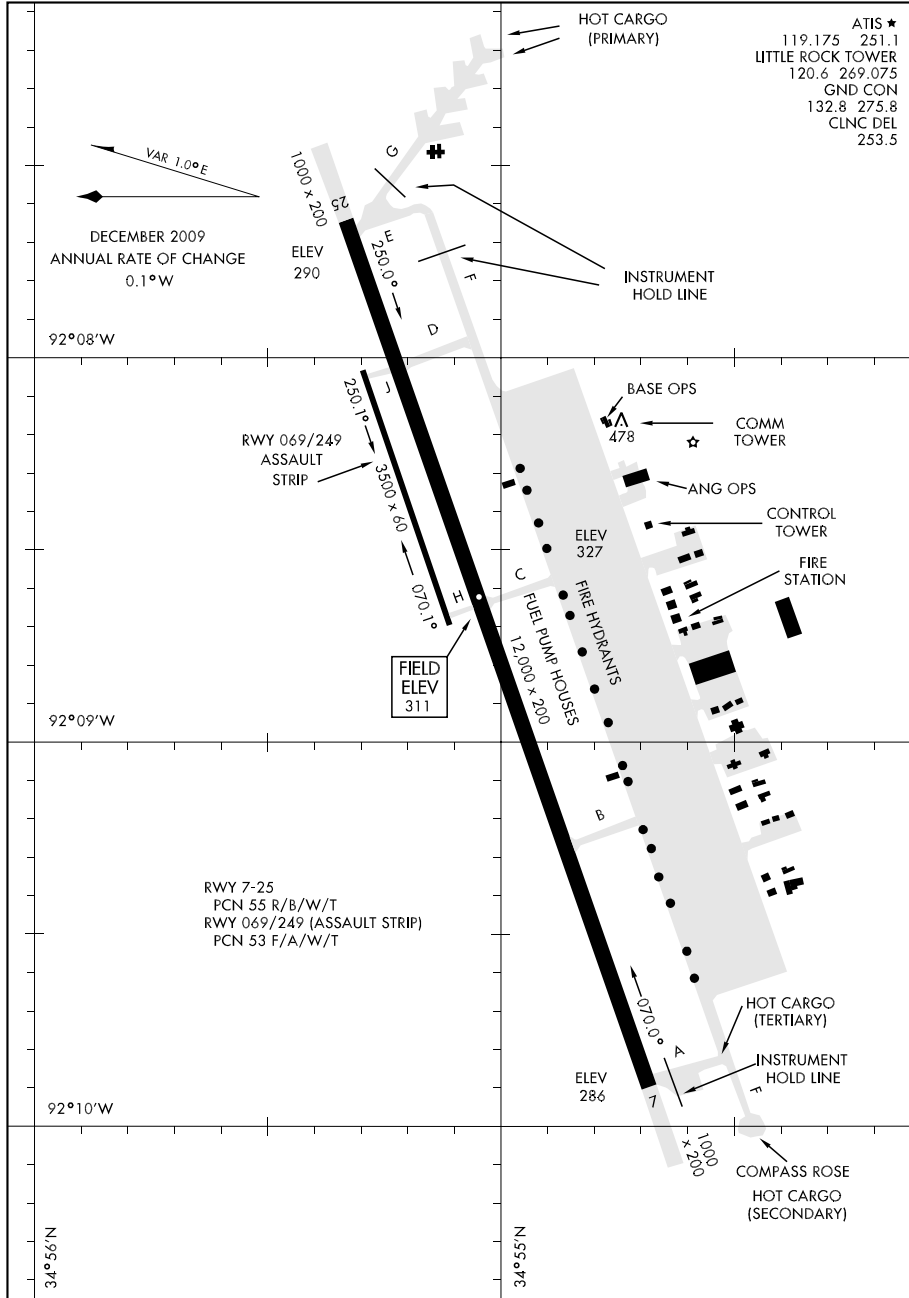 HOT CARGO
(PRIMARY)
ATIS ★
119.175 251.1
LITTLE ROCK TOWER
120.6 269.075
GND CON
132.8 275.8
CLNC DEL
253.5
VAR 1.0° E
DECEMBER 2009
ANNUAL RATE OF CHANGE
0.1° W
1000 x 200
25
G
ELEV
290
E
250.0°
F
INSTRUMENT
HOLD LINE
D
92°08'W
J
250.1°
RWY 069/249
ASSAULT
STRIP
3500 x 60
070.1°
H
BASE OPS
478
COMM
TOWER
ANG OPS
CONTROL
TOWER
ELEV
327
FIRE
STATION
C
FIRE HYDRANTS
FUEL PUMP HOUSES
12,000 x 200
FIELD
ELEV
311
92°09'W
B
RWY 7-25
PCN 55 R/B/W/T
RWY 069/249 (ASSAULT STRIP)
PCN 53 F/A/W/T
070.0°
A
HOT CARGO
(TERTIARY)
INSTRUMENT
HOLD LINE
ELEV
286
7
F
92°10'W
1000
x 200
COMPASS ROSE
HOT CARGO
(SECONDARY)
34°56'N
34°55'N